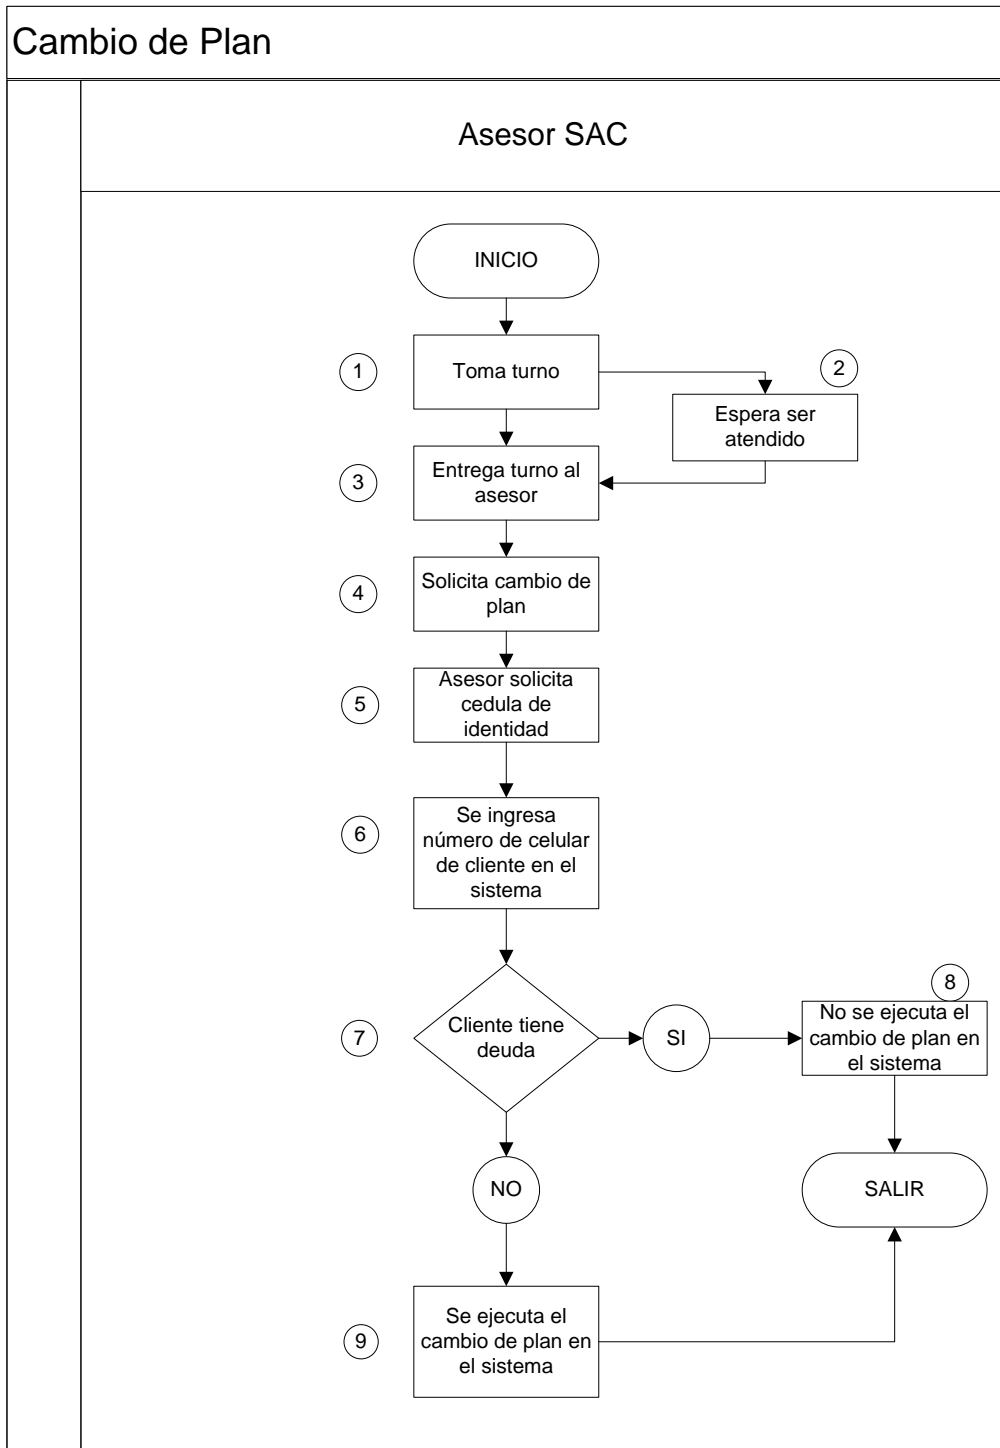 Cambio de Plan
Asesor SAC
INICIO
1
Toma turno
2
Espera ser
atendido
3
Entrega turno al
asesor
4
Solicita cambio de
plan
5
Asesor solicita
cedula de
identidad
6
Se ingresa
número de celular
de cliente en el
sistema
7
Cliente tiene
deuda
SI
8
No se ejecuta el
cambio de plan en
el sistema
NO
SALIR
9
Se ejecuta el
cambio de plan en
el sistema